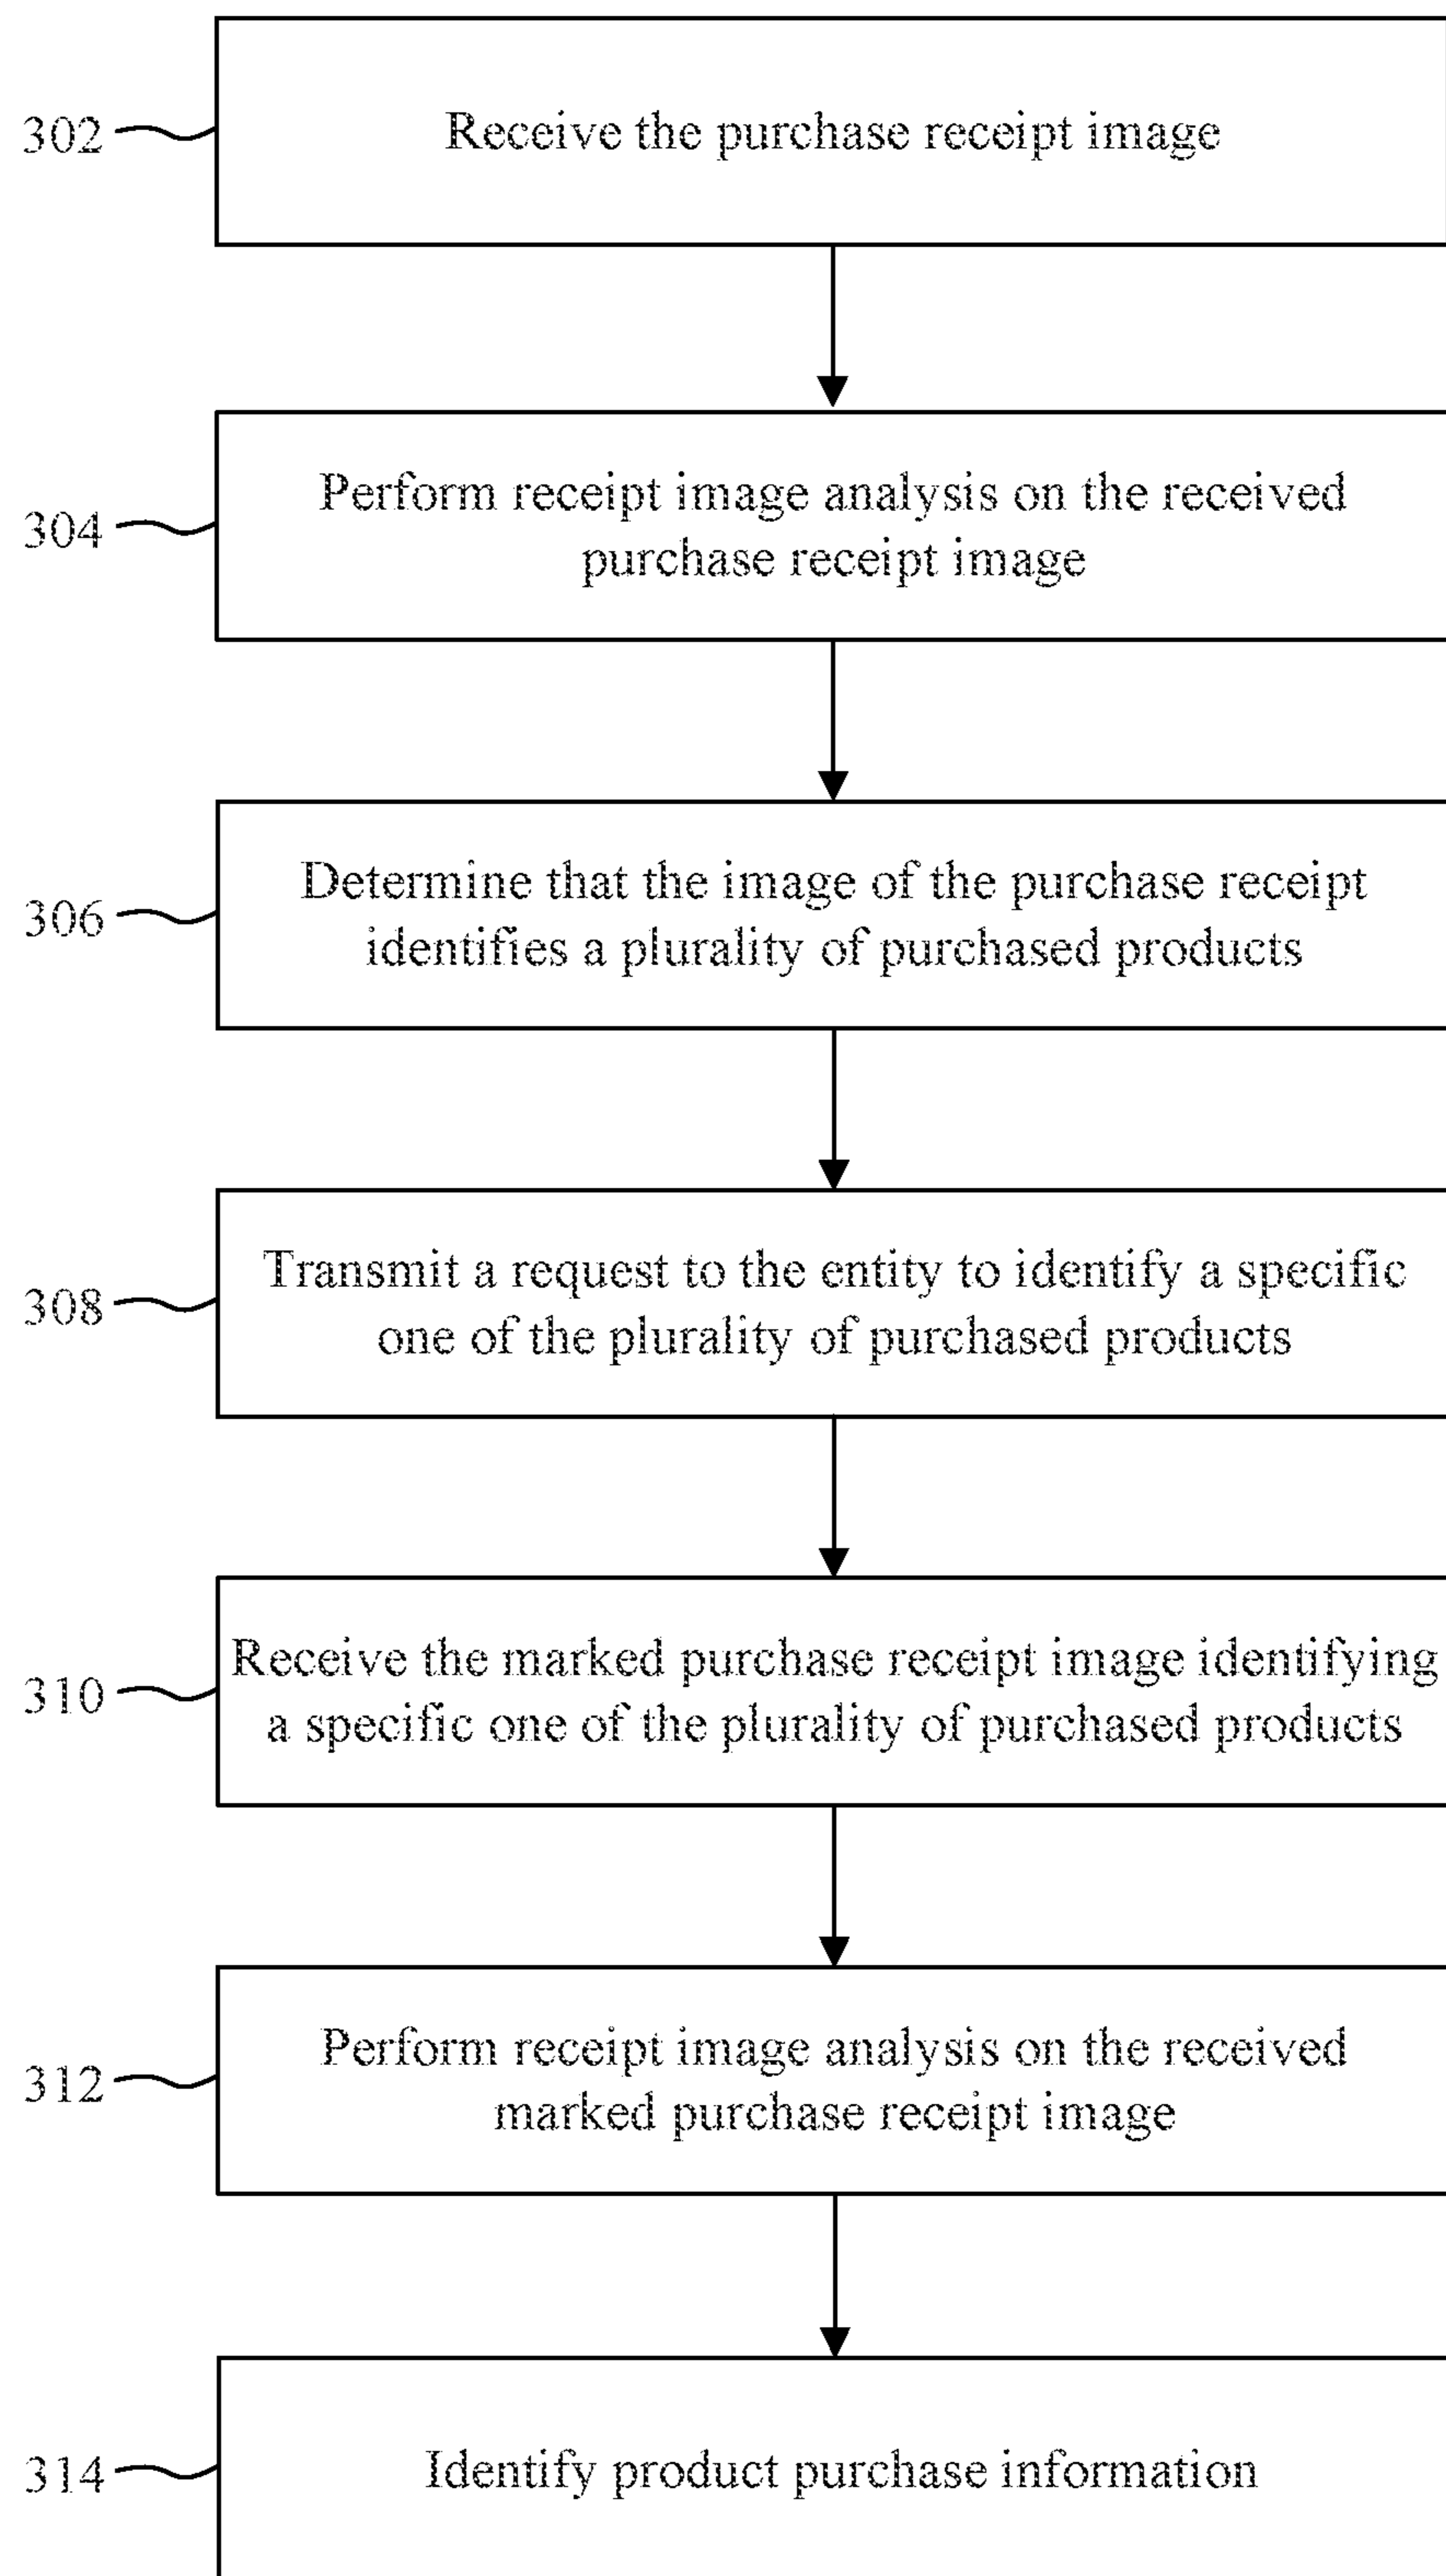 302
Receive the purchase receipt image
304
Perform receipt image analysis on the received
purchase receipt image
306
Determine that the image of the purchase receipt
identifies a plurality of purchased products
308
Transmit a request to the entity to identify a specific
one of the plurality of purchased products
310
Receive the marked purchase receipt image identifying
a specific one of the plurality of purchased products
312
Perform receipt image analysis on the received
marked purchase receipt image
314
Identify product purchase information